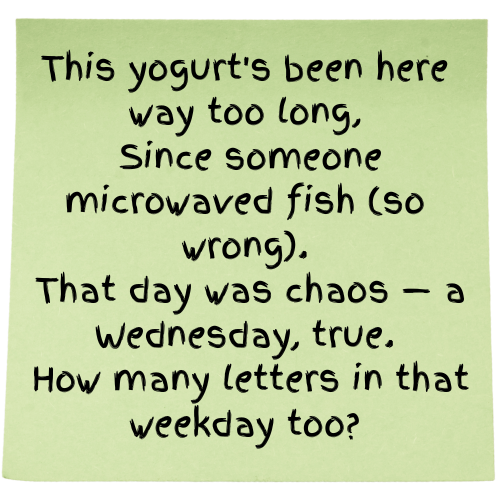 This yogurt's been here
way too long,
Since someone
microwaved fish (so
wrong).
That day was chaos — a
Wednesday, true.
How many letters in that
weekday too?